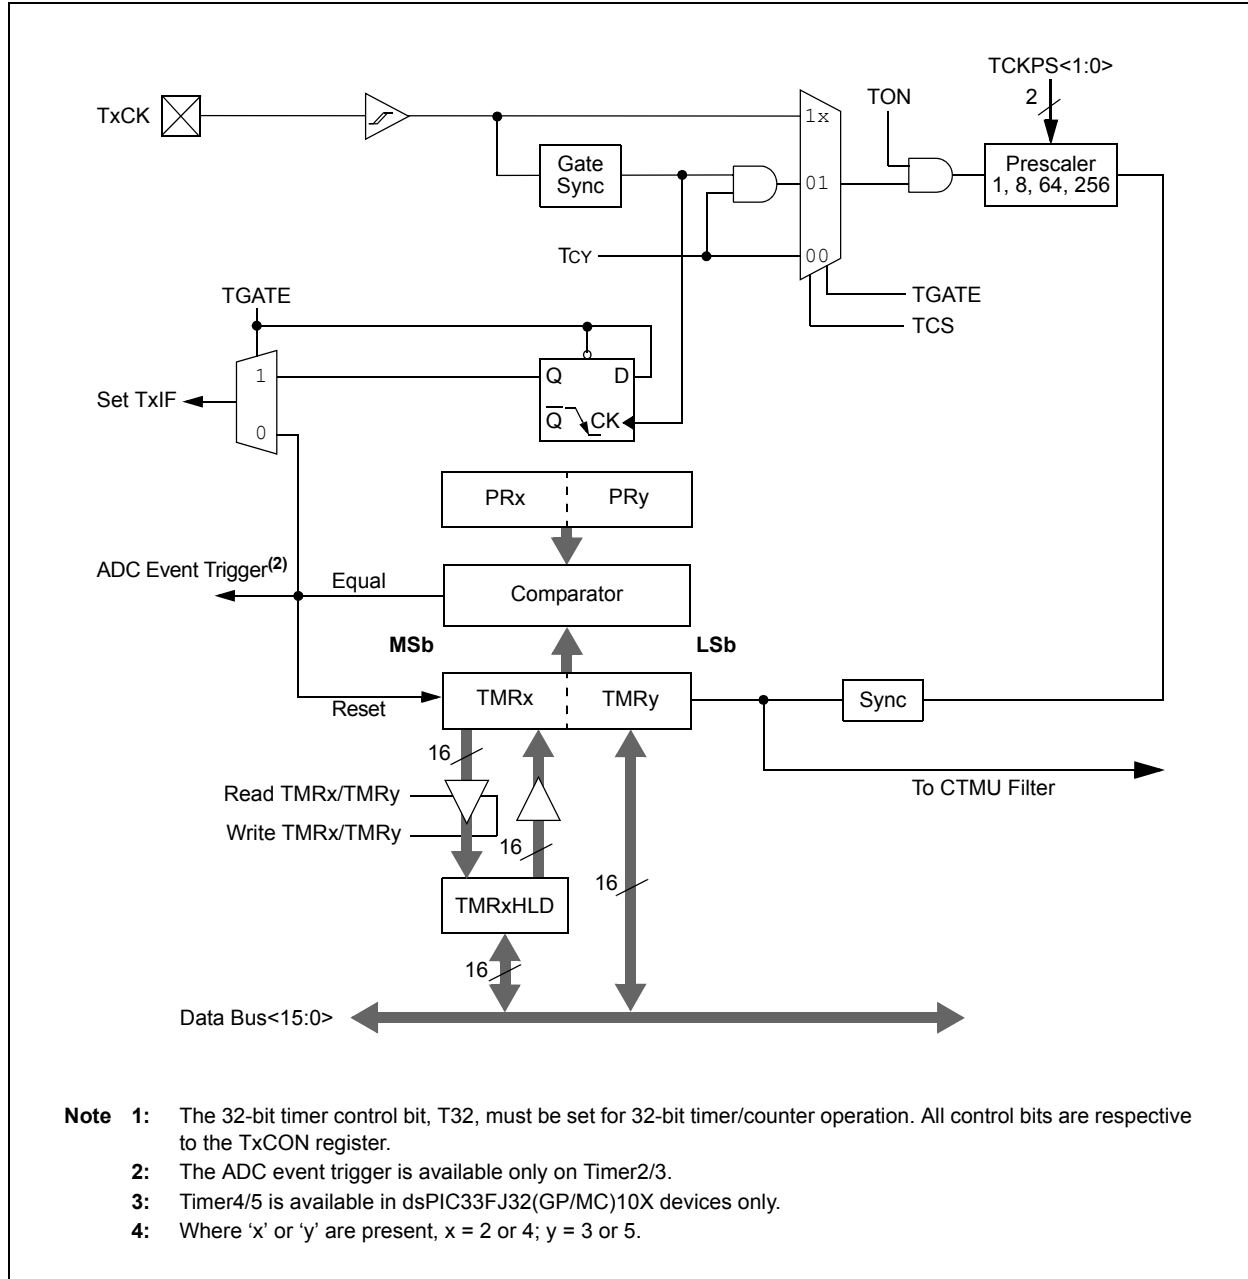 TCKPS<1:0>
TON
2
TxCK
1x
Gate
Sync
Prescaler
1, 8, 64, 256
01
TCY
00
TGATE
TGATE
TCS
1
Q
D
Set TxIF
Q
CK
0
PRx
PRy
ADC Event Trigger(2)
Equal
Comparator
MSb
LSb
TMRx
TMRy
Sync
Reset
16
Read TMRx/TMRy
To CTMU Filter
Write TMRx/TMRy
16
16
TMRxHLD
16
Data Bus<15:0>
Note 1: The 32-bit timer control bit, T32, must be set for 32-bit timer/counter operation. All control bits are respective
to the TxCON register.
2: The ADC event trigger is available only on Timer2/3.
3: Timer4/5 is available in dsPIC33FJ32(GP/MC)10X devices only.
4: Where ‘x’ or ‘y’ are present, x = 2 or 4; y = 3 or 5.